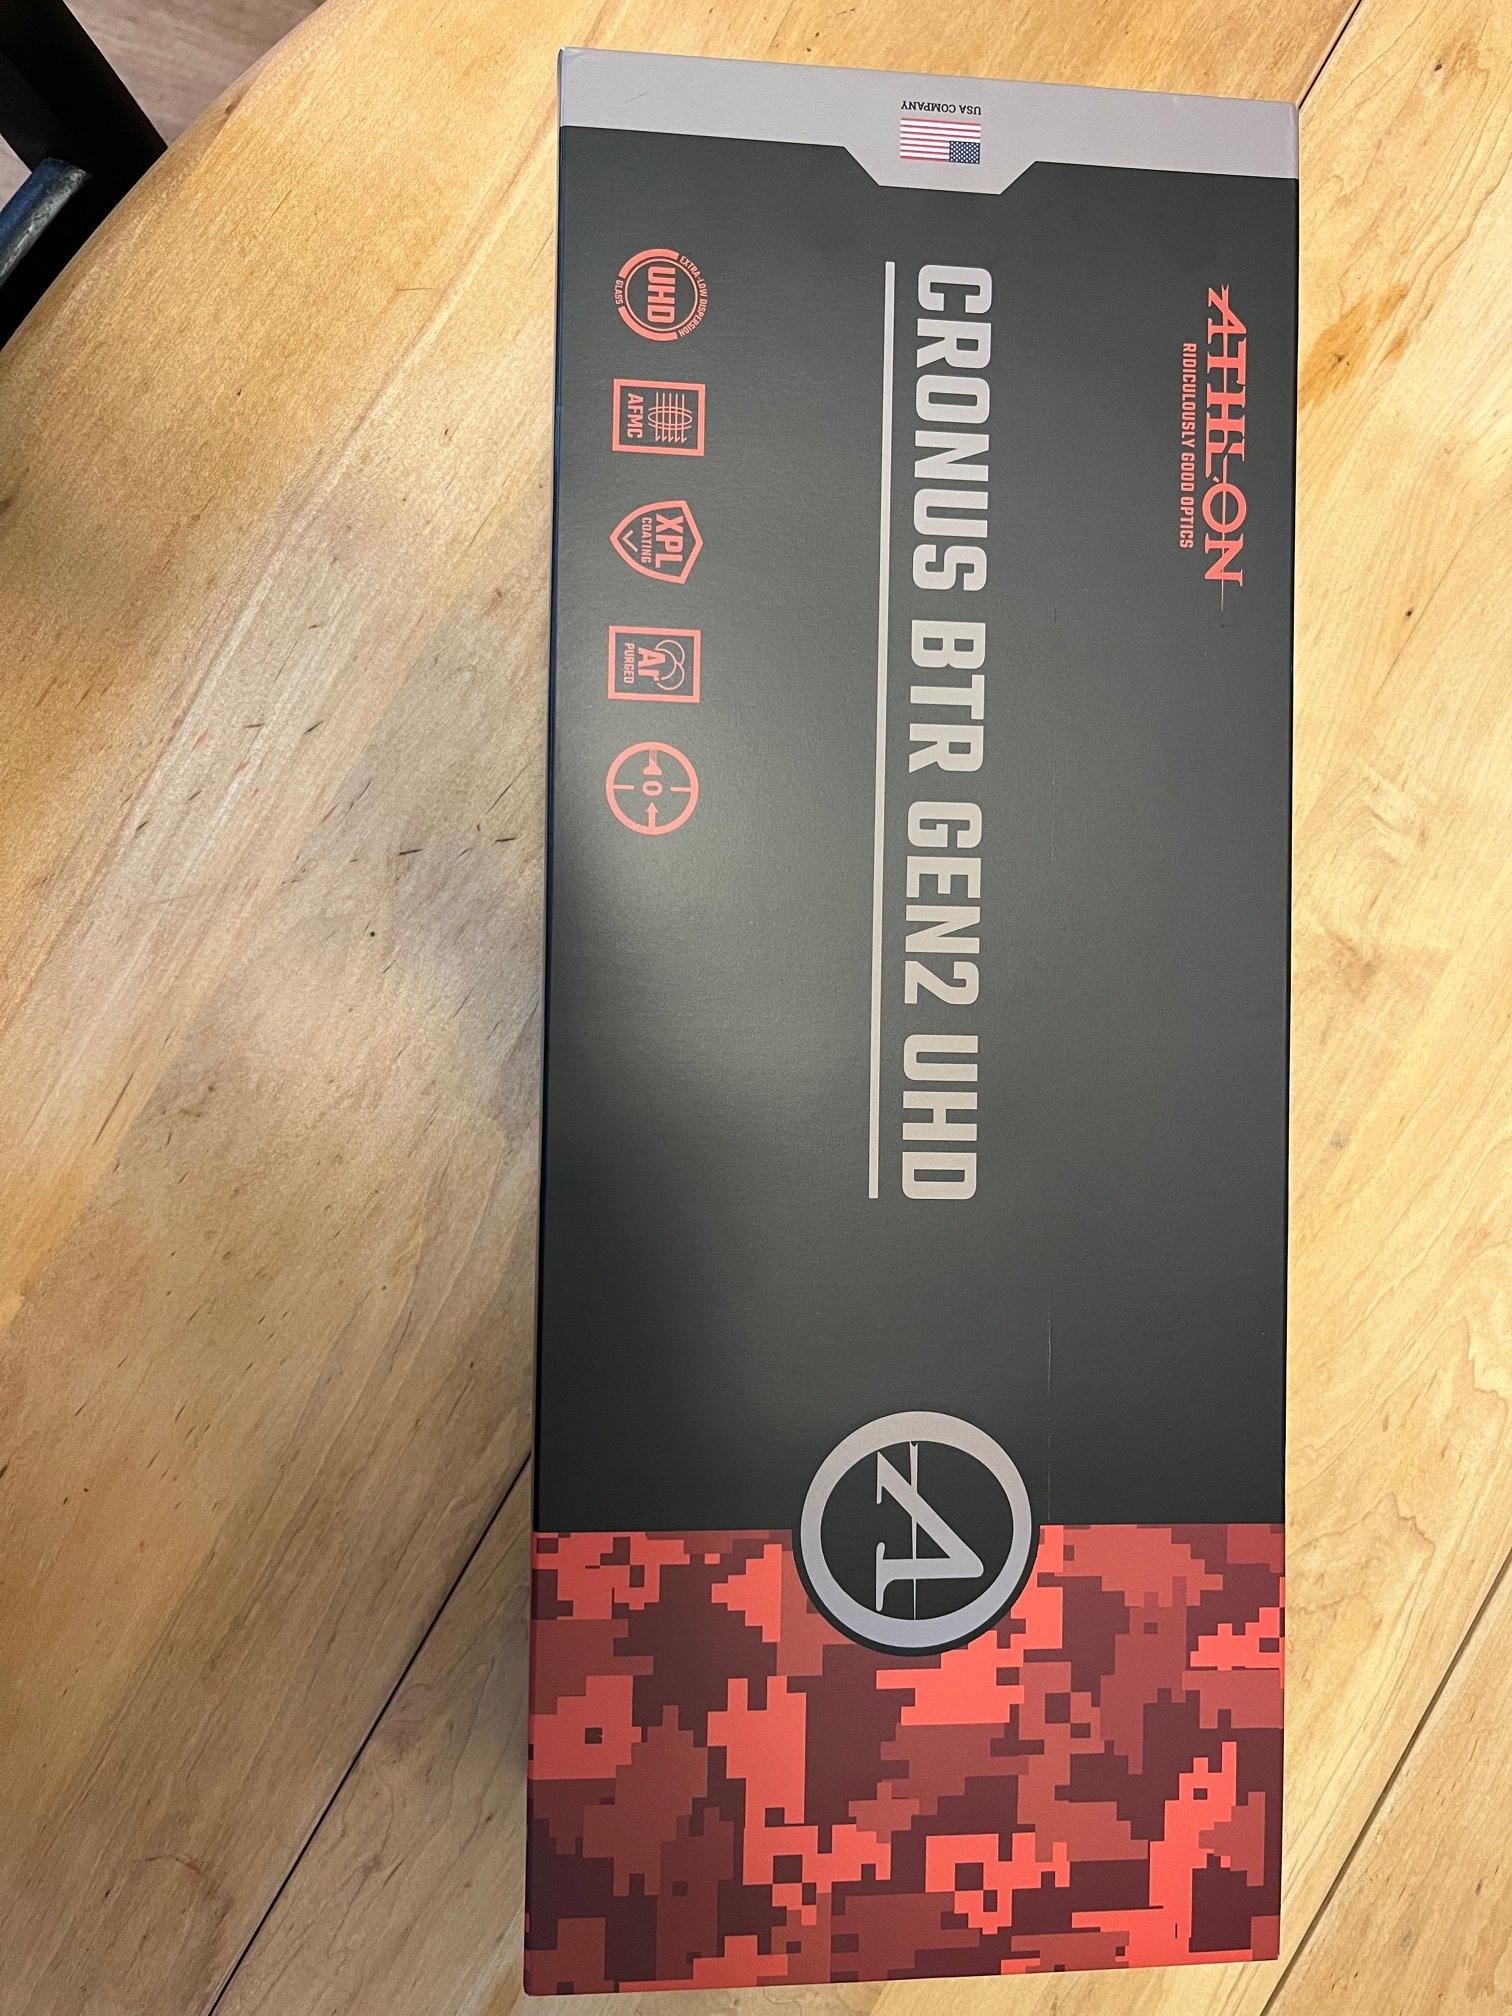 USA COMPANY
ATHLON
RIDICULOUSLY GOOD OPTICS
CRONUS BTR GEN2 UHD
EXTRA-LOW DISPERSION
UHD
GLASS
AFMC
XPL
COATING
Ar
PURGED
0
A